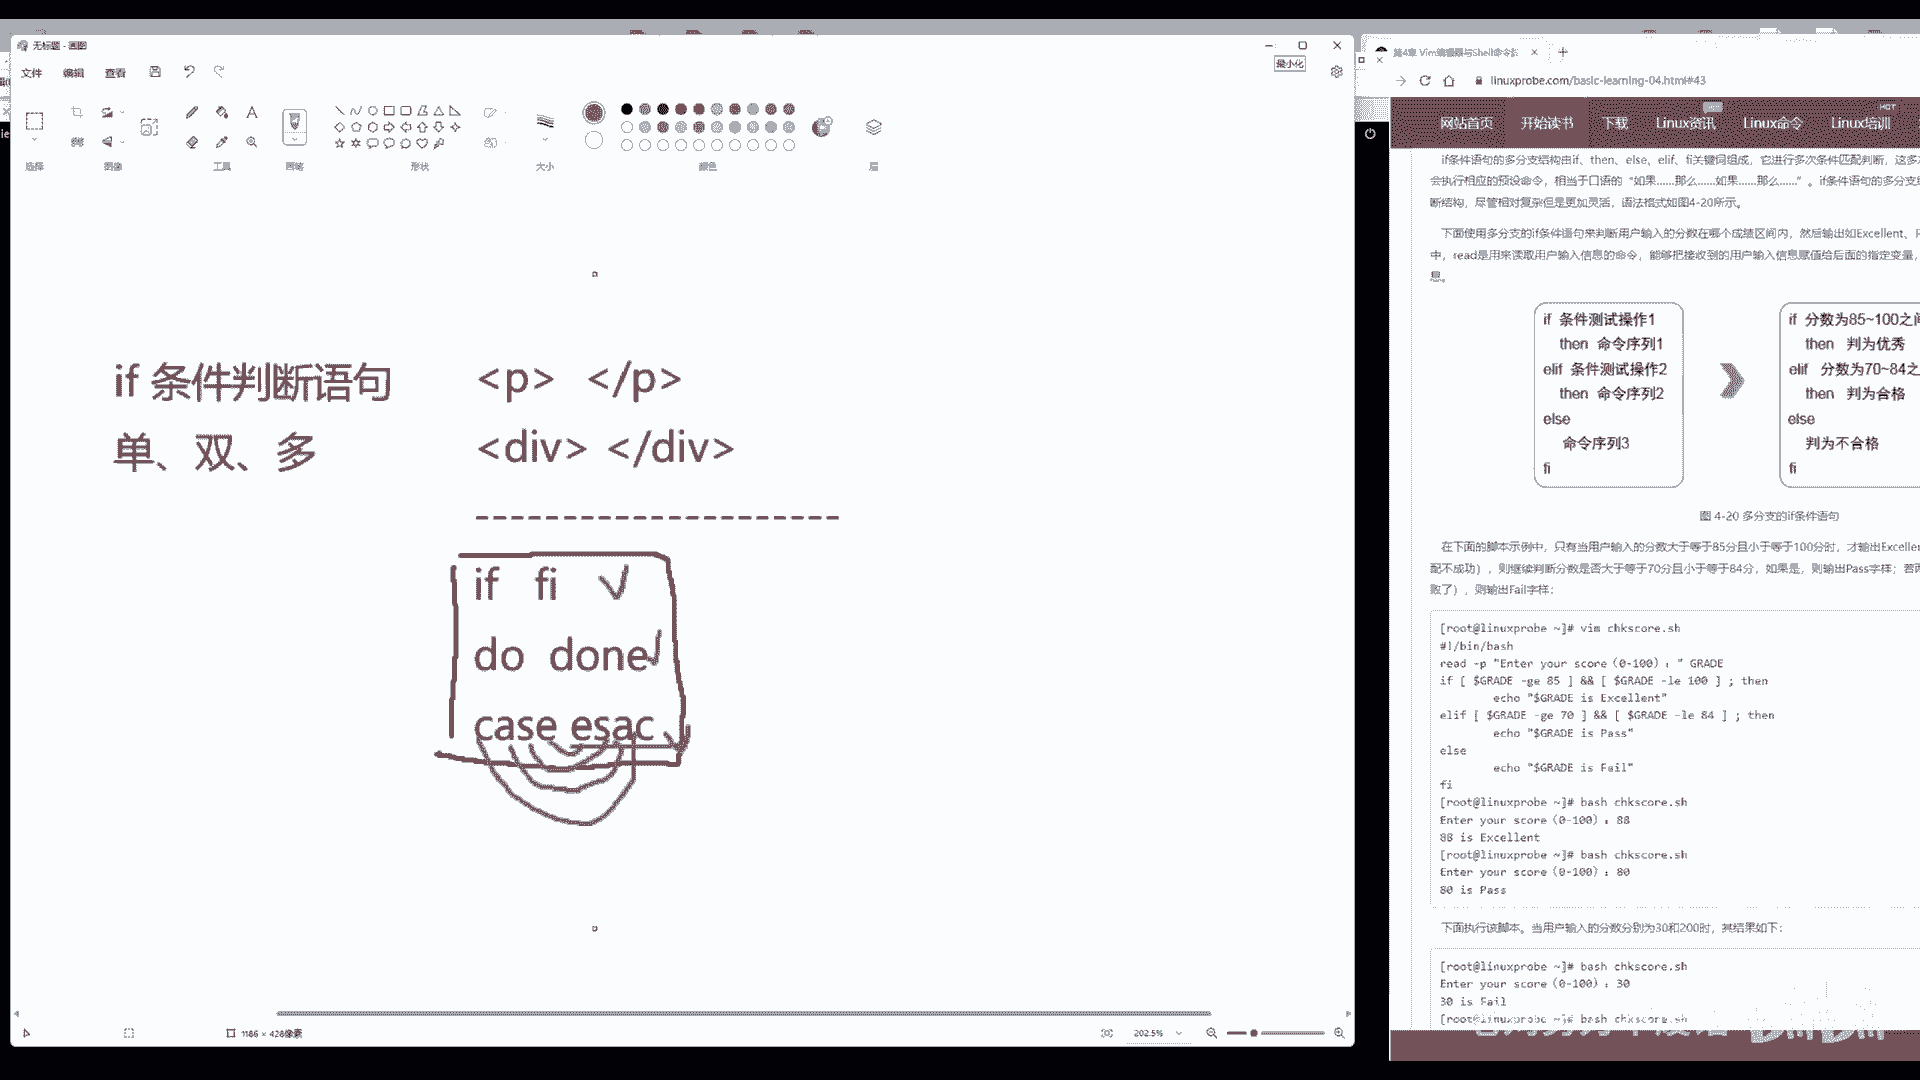 无标题 - 画图
最小化
文件 编辑 查看
选择 图像 工具 画笔 形状 大小 颜色 层
if 条件判断语句 <p> </p>
单、双、多 <div> </div>
---------------------
if fi
do done
case esac
1186 × 428像素 202.5%
第4章 Vim编辑器与Shell命令
linuxprobe.com/basic-learning-04.html#43
HOT
网站首页 开始读书 下载 Linux资讯 Linux命令 Linux培训
if条件语句的多分支结构由if、then、else、elif、fi关键词组成，它进行多次条件匹配判断，这多
会执行相应的预设命令，相当于口语的“如果……那么……如果……那么……”。if条件语句的多分支
断结构，尽管相对复杂但是更加灵活，语法格式如图4-20所示。
下面使用多分支的if条件语句来判断用户输入的分数在哪个成绩区间内，然后输出如Excellent、
中，read是用来读取用户输入信息的命令，能够把接收到的用户输入信息赋值给后面的指定变量，
息。
if 条件测试操作1
then 命令序列1
elif 条件测试操作2
then 命令序列2
else
命令序列3
fi
if 分数为85~100之
then 判为优秀
elif 分数为70~84之
then 判为合格
else
判为不合格
fi
图 4-20 多分支的if条件语句
在下面的脚本示例中，只有当用户输入的分数大于等于85分且小于等于100分时，才输出Excellen
配不成功），则继续判断分数是否大于等于70分且小于等于84分，如果是，则输出Pass字样；若
败了），则输出Fail字样：
[root@linuxprobe ~]# vim chkscore.sh
#!/bin/bash
read -p "Enter your score（0-100）：" GRADE
if [ $GRADE -ge 85 ] && [ $GRADE -le 100 ] ; then
echo "$GRADE is Excellent"
elif [ $GRADE -ge 70 ] && [ $GRADE -le 84 ] ; then
echo "$GRADE is Pass"
else
echo "$GRADE is Fail"
fi
[root@linuxprobe ~]# bash chkscore.sh
Enter your score（0-100）：88
88 is Excellent
[root@linuxprobe ~]# bash chkscore.sh
Enter your score（0-100）：80
80 is Pass
下面执行该脚本。当用户输入的分数分别为30和200时，其结果如下：
[root@linuxprobe ~]# bash chkscore.sh
Enter your score（0-100）：30
30 is Fail
[root@linuxprobe ~]# bash chkscore.sh
bilibili